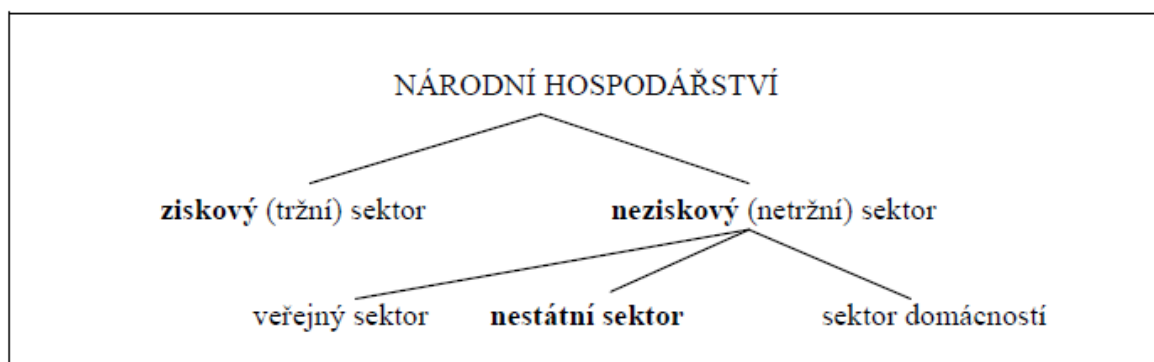 NÁRODNÍ HOSPODÁŘSTVÍ
ziskový (tržní) sektor neziskový (netržní) sektor
veřejný sektor nestátní sektor sektor domácností